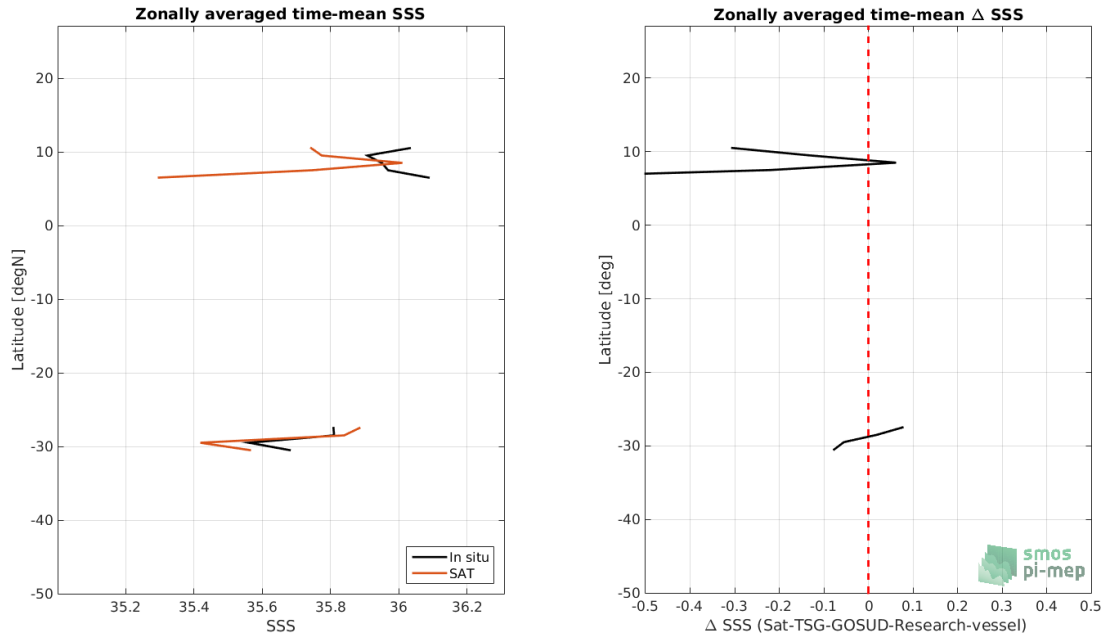 Zonally averaged time-mean SSS
20
10
0
-10
-20
-30
-40
-50
Latitude [degN]
35.2 35.4 35.6 35.8 36 36.2
SSS
In situ
SAT
Zonally averaged time-mean Δ SSS
20
10
0
-10
-20
-30
-40
-50
Latitude [deg]
-0.5 -0.4 -0.3 -0.2 -0.1 0 0.1 0.2 0.3 0.4 0.5
Δ SSS (Sat-TSG-GOSUD-Research-vessel)
smos
pi-mep